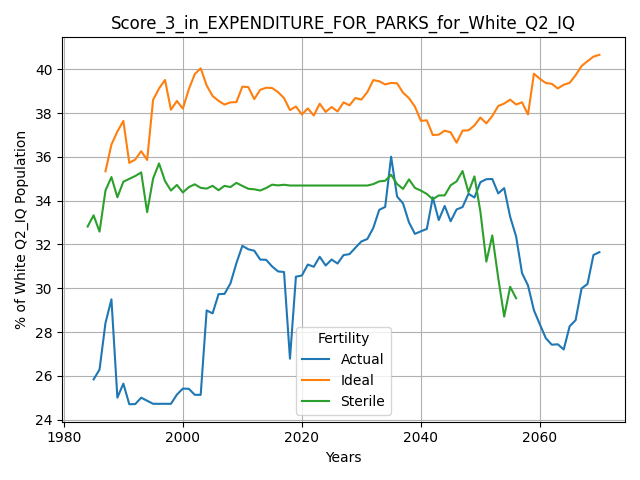 Score_3_in_EXPENDITURE_FOR_PARKS_for_White_Q2_IQ
% of White Q2_IQ Population
40
38
36
34
32
30
28
26
24
Fertility
Actual
Ideal
Sterile
1980
2000
2020
2040
2060
Years